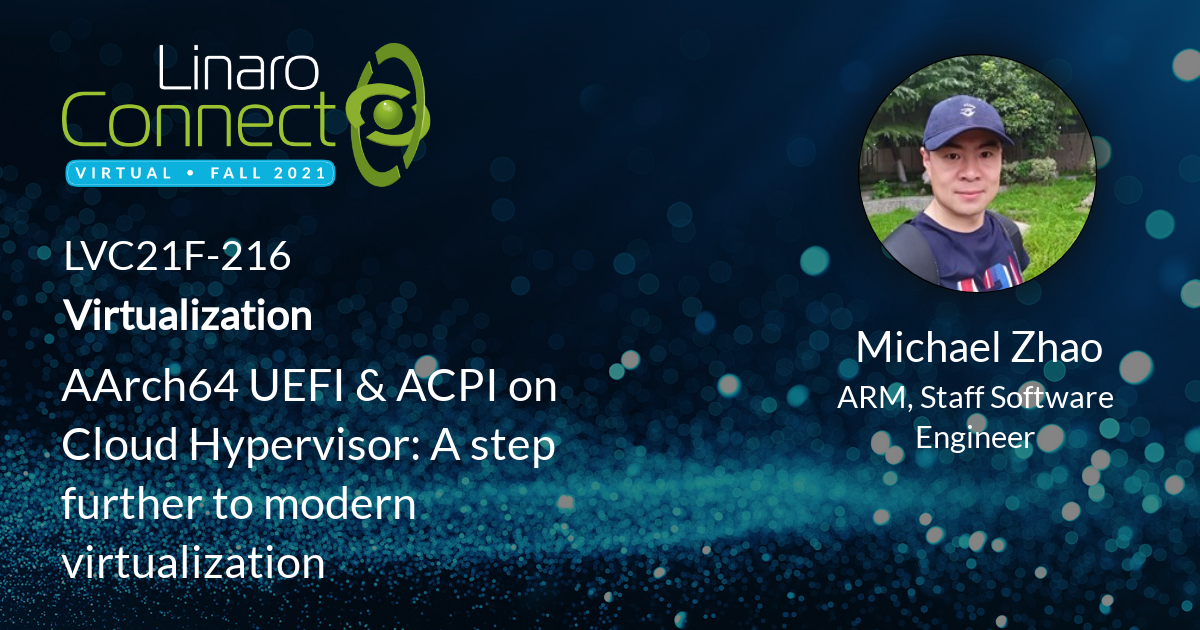 Linaro
Connect
VIRTUAL • FALL 2021
LVC21F-216
Virtualization
AArch64 UEFI & ACPI on
Cloud Hypervisor: A step
further to modern
virtualization
Michael Zhao
ARM, Staff Software
Engineer